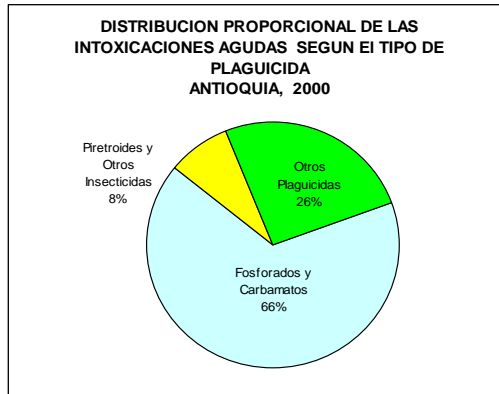 DISTRIBUCION PROPORCIONAL DE LAS
INTOXICACIONES AGUDAS SEGUN El TIPO DE
PLAGUICIDA
ANTIOQUIA, 2000
Piretroides y
Otros
Insecticidas
8%
Otros
Plaguicidas
26%
Fosforados y
Carbamatos
66%